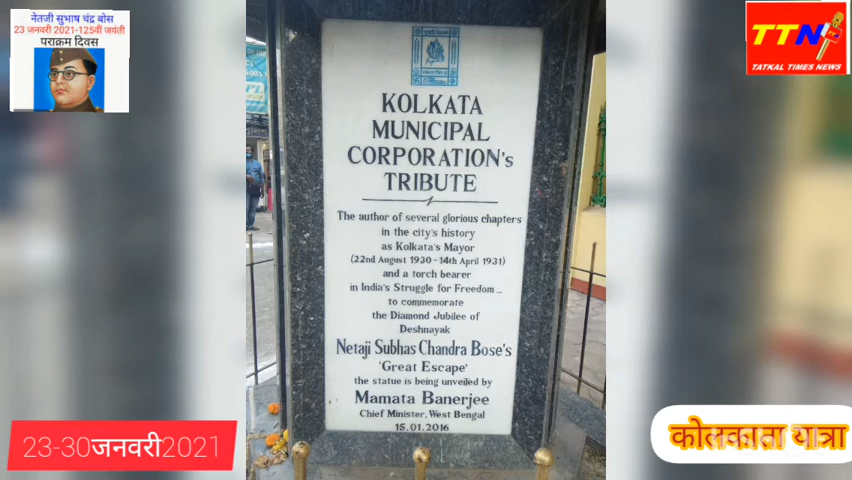 नेतजी सुभाष चंद्र बोस
23 जनवरी 2021-125वीं जयंती
पराक्रम दिवस
TTN
TATKAL TIMES NEWS
KOLKATA
MUNICIPAL
CORPORATION's
TRIBUTE
The author of several glorious chapters
in the city's history
as Kolkata's Mayor
(22nd August 1930 - 14th April 1931)
and a torch bearer
in India's Struggle for Freedom...
to commemorate
the Diamond Jubilee of
Deshnayak
Netaji Subhas Chandra Bose's
'Great Escape'
the statue is being unveiled by
Mamata Banerjee
Chief Minister, West Bengal
15.01.2016
23-30जनवरी2021
कोलकाता यात्रा